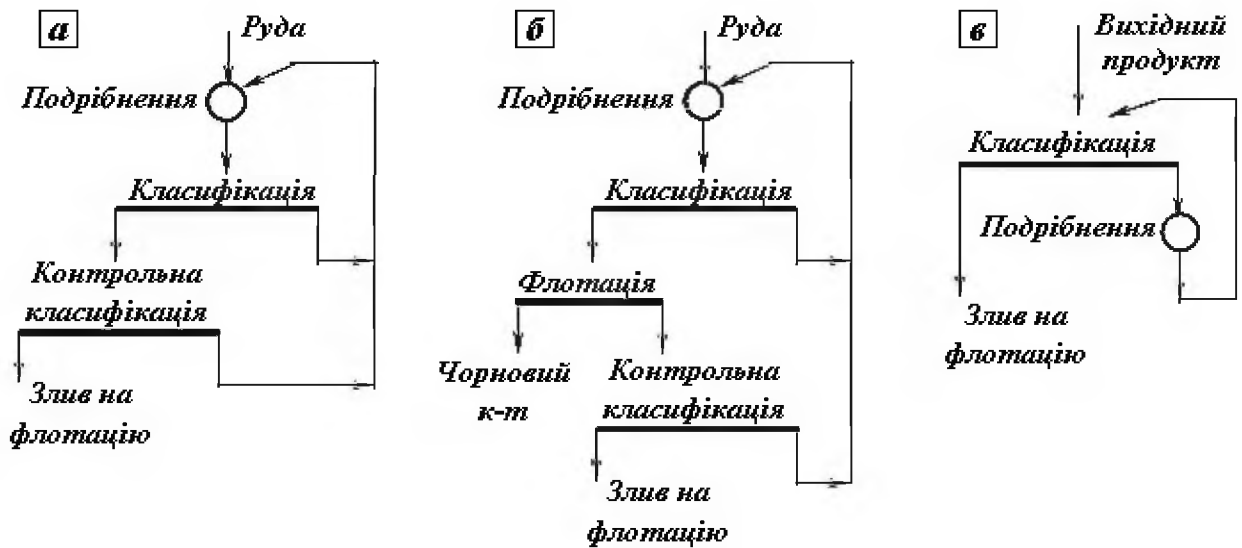 а
Руда
Подрібнення
Класифікація
Контрольна
класифікація
Злив на
флотацію
б
Руда
Подрібнення
Класифікація
Флотація
Чорновий
к-т
Контрольна
класифікація
Злив на
флотацію
в
Вихідний
продукт
Класифікація
Подрібнення
Злив на
флотацію